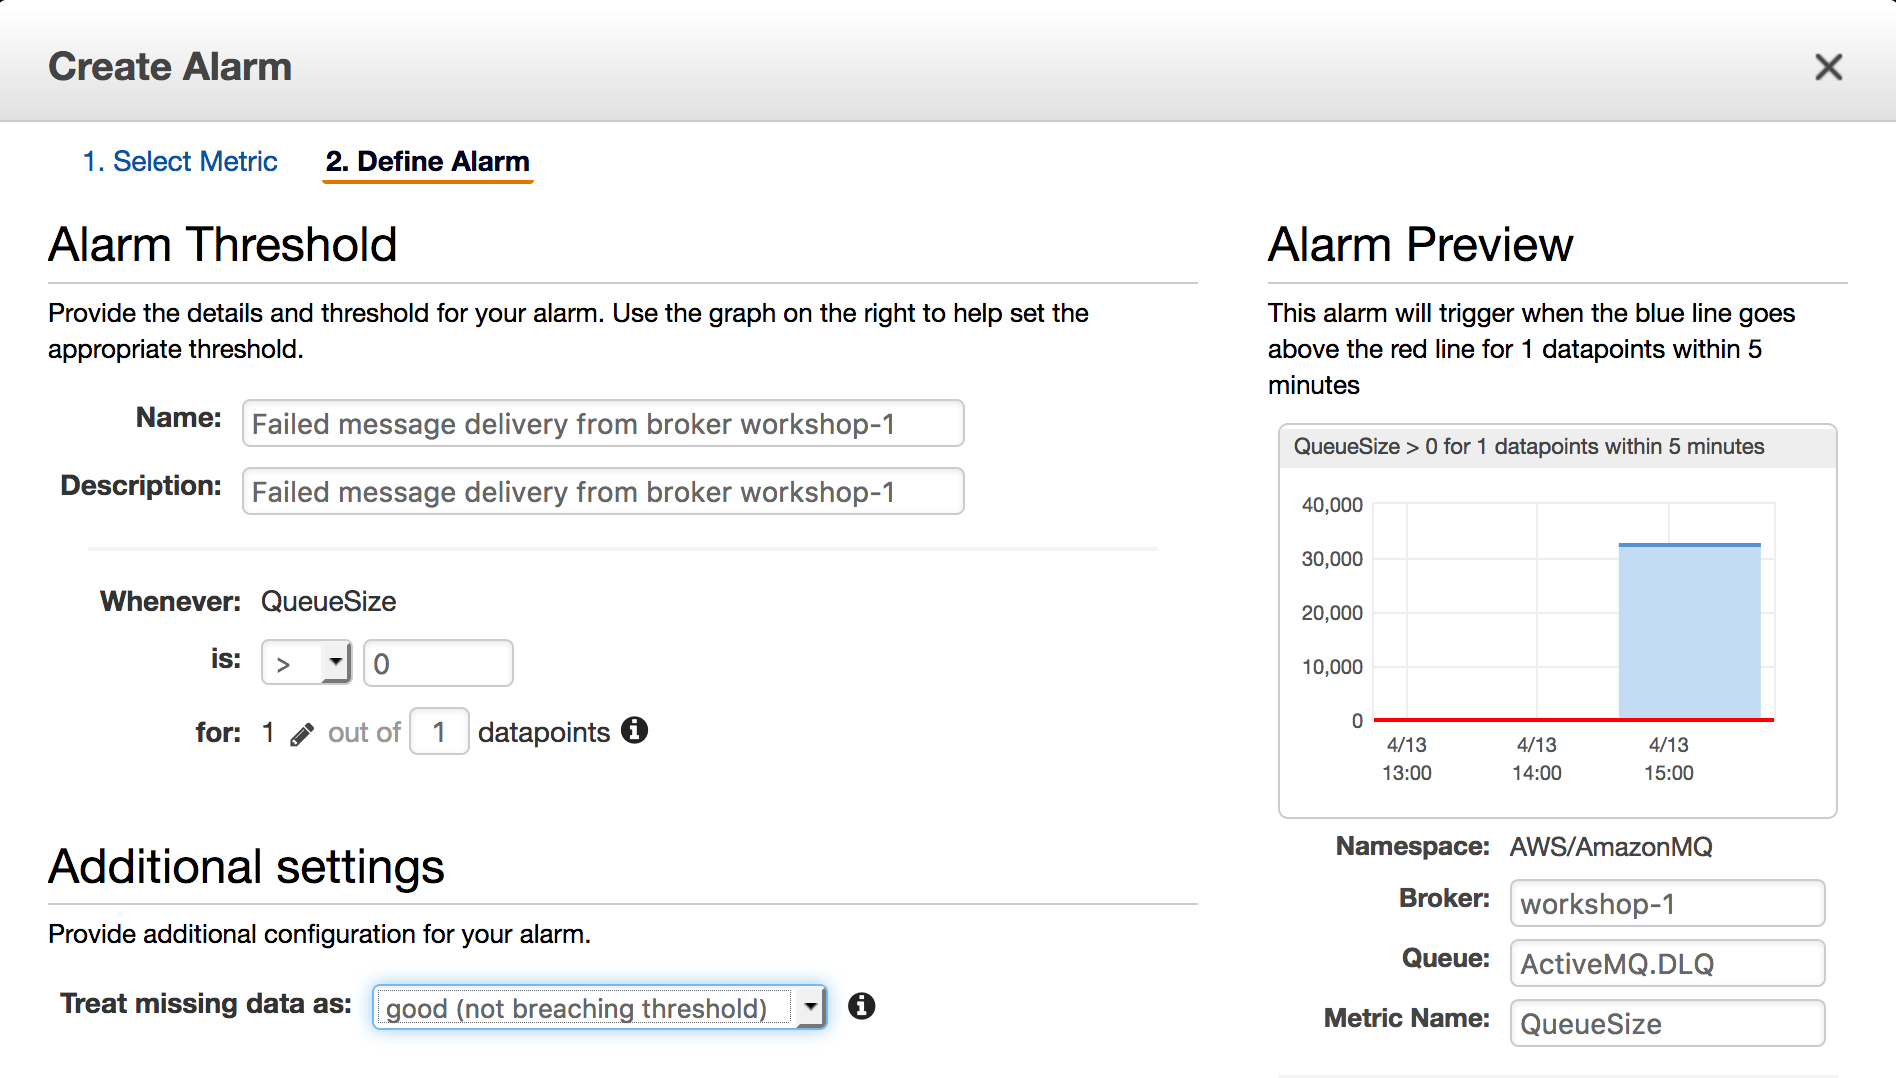 Create Alarm
1. Select Metric
2. Define Alarm
Alarm Threshold
Provide the details and threshold for your alarm. Use the graph on the right to help set the
appropriate threshold.
Name: Failed message delivery from broker workshop-1
Description: Failed message delivery from broker workshop-1
Whenever: QueueSize
is: > 0
for: 1 out of 1 datapoints
Additional settings
Provide additional configuration for your alarm.
Treat missing data as: good (not breaching threshold)
Alarm Preview
This alarm will trigger when the blue line goes
above the red line for 1 datapoints within 5
minutes
QueueSize > 0 for 1 datapoints within 5 minutes
40,000
30,000
20,000
10,000
0
4/13 4/13 4/13
13:00 14:00 15:00
Namespace: AWS/AmazonMQ
Broker: workshop-1
Queue: ActiveMQ.DLQ
Metric Name: QueueSize